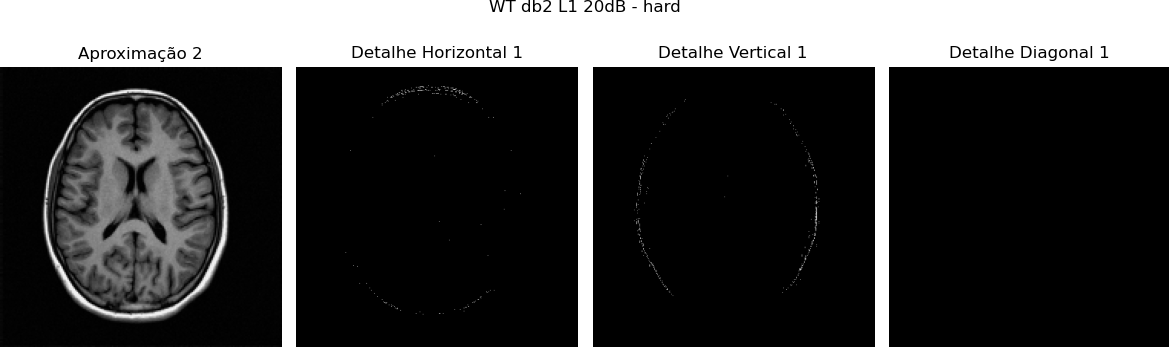 WT db2 L1 20dB - hard
Aproximação 2
Detalhe Horizontal 1
Detalhe Vertical 1
Detalhe Diagonal 1